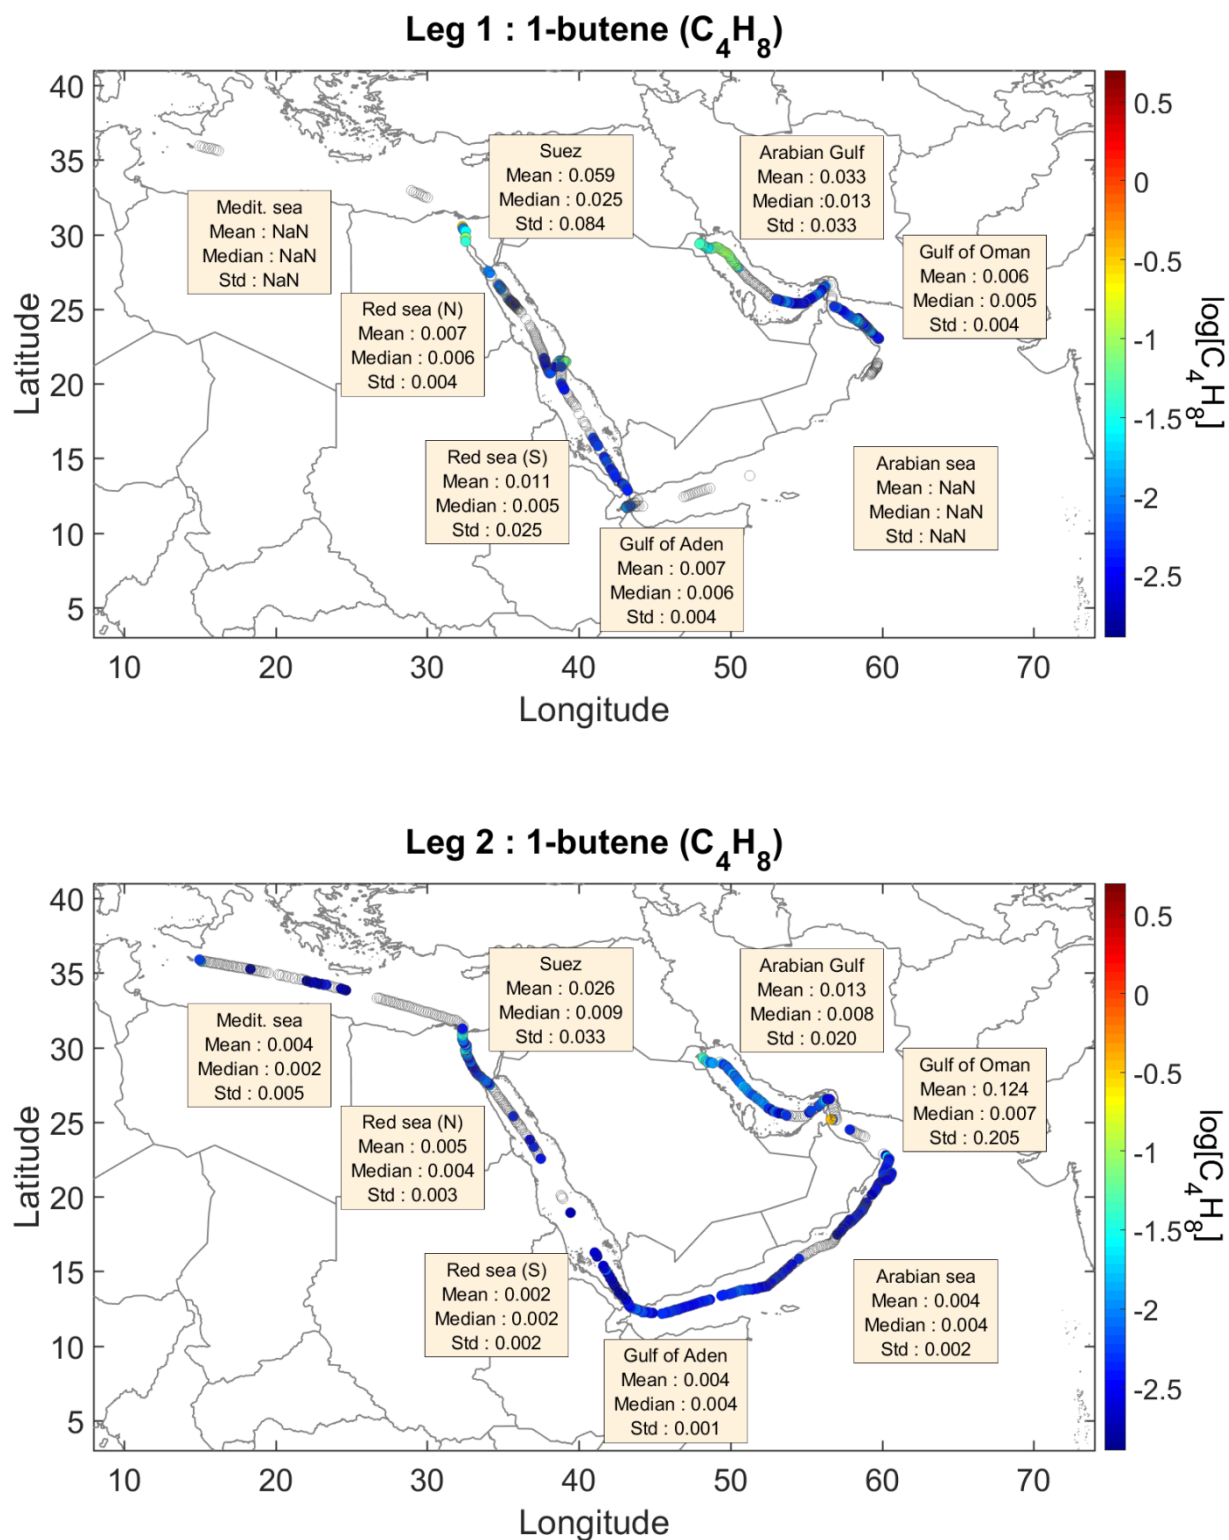 Leg 1 : 1-butene (C4H8)
40
35
30
25
20
15
10
5
Latitude
10 20 30 40 50 60 70
Longitude
Medit. sea
Mean : NaN
Median : NaN
Std : NaN
Suez
Mean : 0.059
Median : 0.025
Std : 0.084
Arabian Gulf
Mean : 0.033
Median :0.013
Std : 0.033
Gulf of Oman
Mean : 0.006
Median : 0.005
Std : 0.004
Red sea (N)
Mean : 0.007
Median : 0.006
Std : 0.004
Red sea (S)
Mean : 0.011
Median : 0.005
Std : 0.025
Arabian sea
Mean : NaN
Median : NaN
Std : NaN
Gulf of Aden
Mean : 0.007
Median : 0.006
Std : 0.004
0.5
0
-0.5
-1
-1.5
-2
-2.5
log[C4H8]
Leg 2 : 1-butene (C4H8)
40
35
30
25
20
15
10
5
Latitude
10 20 30 40 50 60 70
Longitude
Suez
Mean : 0.026
Median : 0.009
Std : 0.033
Arabian Gulf
Mean : 0.013
Median : 0.008
Std : 0.020
Medit. sea
Mean : 0.004
Median : 0.002
Std : 0.005
Gulf of Oman
Mean : 0.124
Median : 0.007
Std : 0.205
Red sea (N)
Mean : 0.005
Median : 0.004
Std : 0.003
Red sea (S)
Mean : 0.002
Median : 0.002
Std : 0.002
Arabian sea
Mean : 0.004
Median : 0.004
Std : 0.002
Gulf of Aden
Mean : 0.004
Median : 0.004
Std : 0.001
0.5
0
-0.5
-1
-1.5
-2
-2.5
log[C4H8]